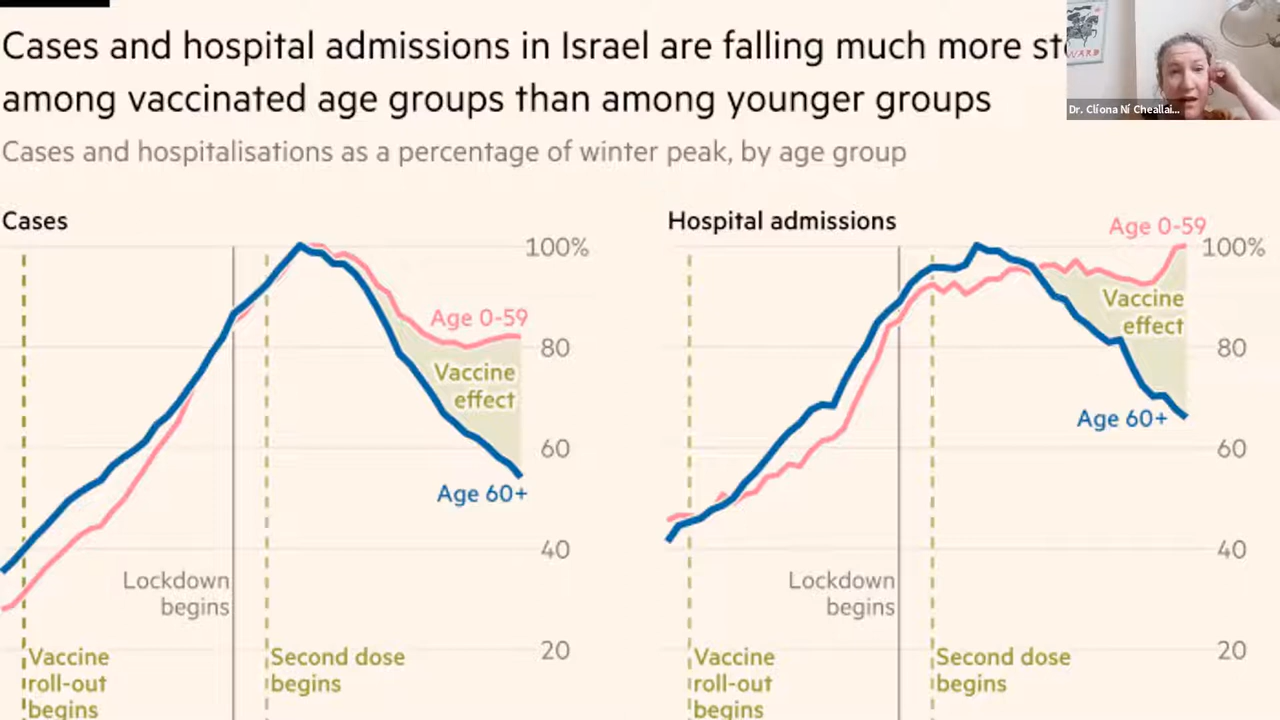 Cases and hospital admissions in Israel are falling much more
among vaccinated age groups than among younger groups
Cases and hospitalisations as a percentage of winter peak, by age group
Dr. Clíona Ní Cheallai...
Cases
100%
80
60
40
20
Age 0-59
Vaccine
effect
Age 60+
Lockdown
begins
Vaccine
roll-out
begins
Second dose
begins
Hospital admissions
Age 0-59
100%
Vaccine
effect
80
Age 60+
60
40
Lockdown
begins
20
Vaccine
roll-out
begins
Second dose
begins